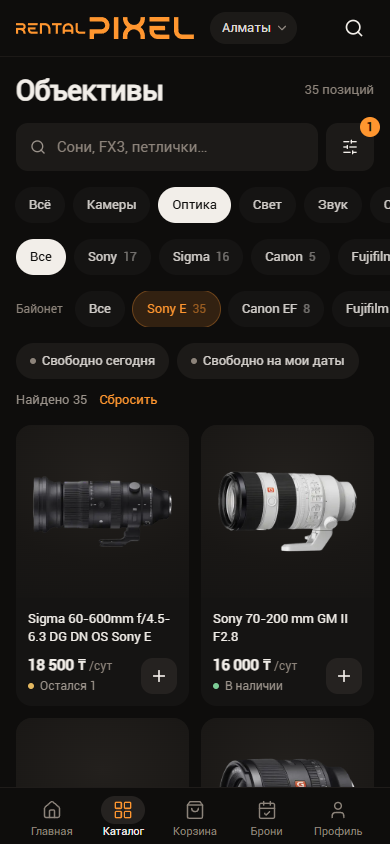 RENTAL PIXEL Алматы
Объективы 35 позиций
1
Сони, FX3, петлички…
Всё Камеры Оптика Свет Звук
Все Sony 17 Sigma 16 Canon 5 Fujifilm
Байонет Все Sony E 35 Canon EF 8 Fujifilm
Свободно сегодня Свободно на мои даты
Найдено 35 Сбросить
Sigma 60-600mm f/4.5-
6.3 DG DN OS Sony E
18 500 ₸ /сут
Остался 1
Sony 70-200 mm GM II
F2.8
16 000 ₸ /сут
В наличии
Главная Каталог Корзина Брони Профиль